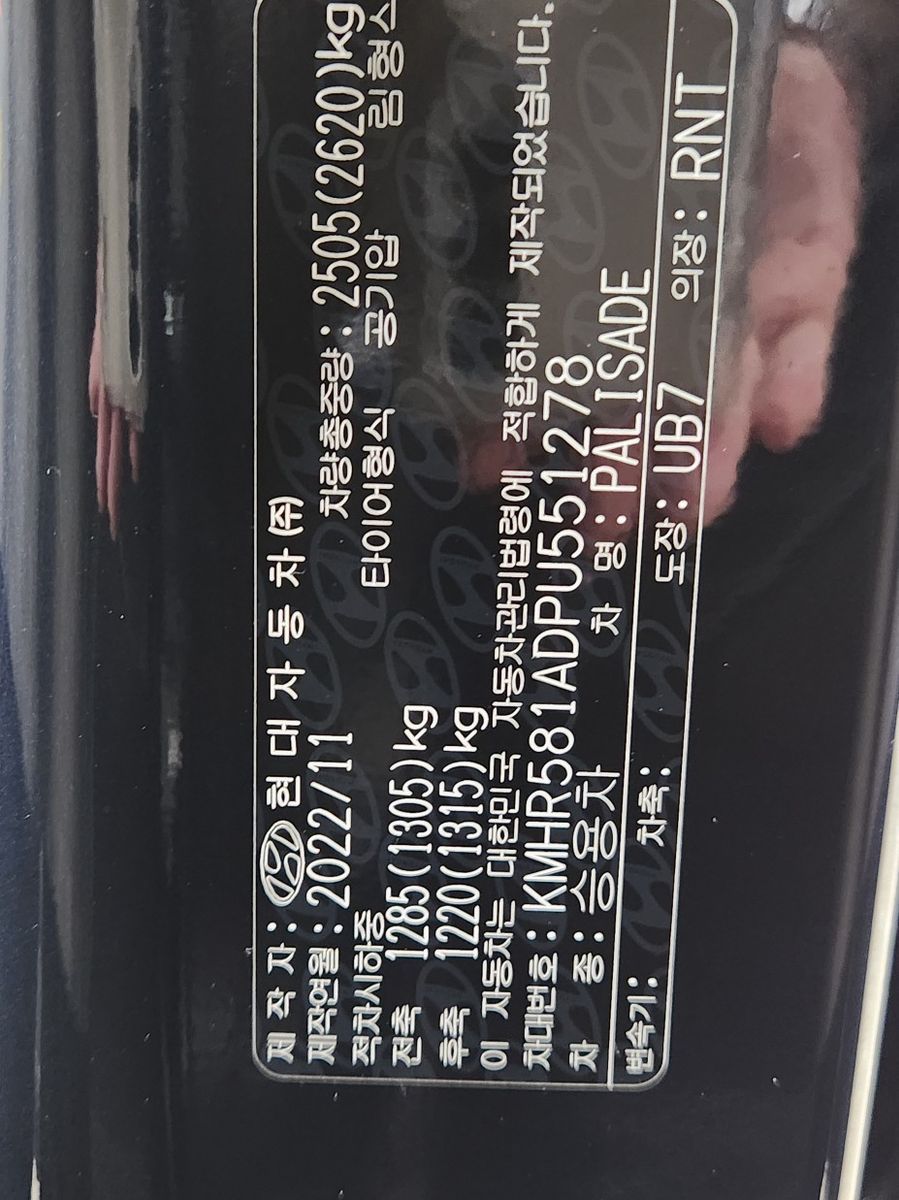 제 작 자 : 현 대 자 동 차 ㈜
제작연월 : 2022/11 차량총중량 : 2505(2620)kg
적차시하중 타이어형식 공기압 림형
전축 1285(1305)kg
후축 1220(1315)kg
이 자동차는 대한민국 자동차관리법령에 적합하게 제작되었습니다.
차대번호 : KMHR581ADPU551278
차 종 : 승용차 차 명 : PALISADE
변속기 : 차축 : 도장 : UB7 의장 : RNT